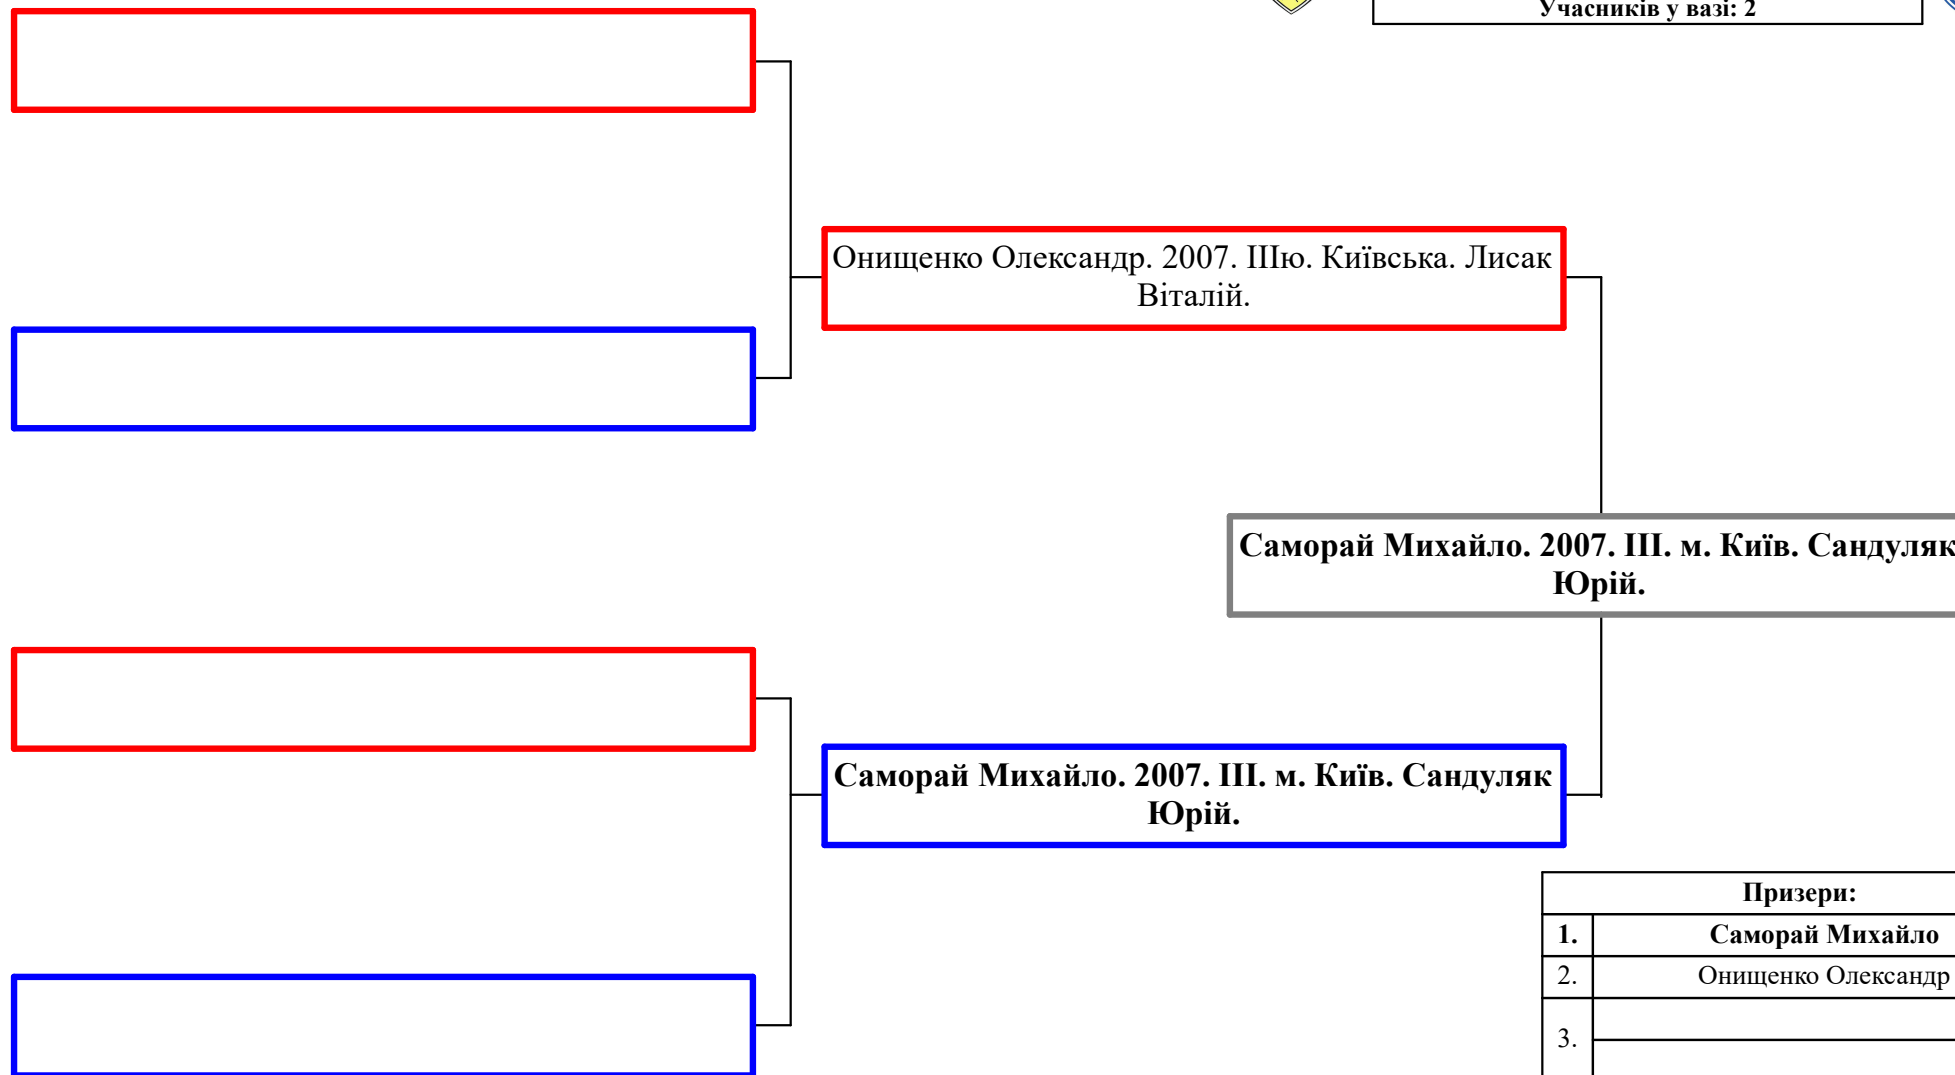 Учасників у вазі: 2
Онищенко Олександр. 2007. ІІІю. Київська. Лисак
Віталій.
Саморай Михайло. 2007. ІІІ. м. Київ. Сандуляк
Юрій.
Саморай Михайло. 2007. ІІІ. м. Київ. Сандуляк
Юрій.
Призери:
1. Саморай Михайло
2. Онищенко Олександр
3.